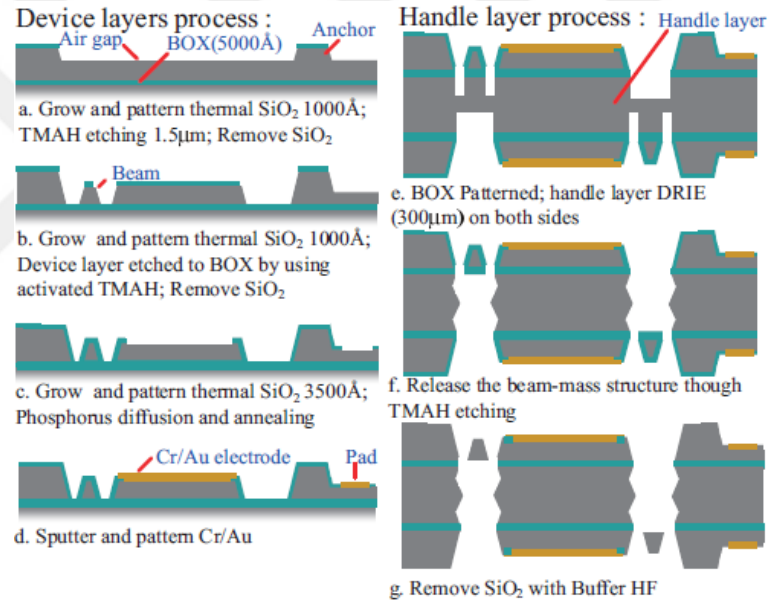 Device layers process :
Air gap
BOX(5000Å)
Anchor
a. Grow and pattern thermal SiO₂ 1000Å;
TMAH etching 1.5μm; Remove SiO₂
Beam
b. Grow and pattern thermal SiO₂ 1000Å;
Device layer etched to BOX by using
activated TMAH; Remove SiO₂
c. Grow and pattern thermal SiO₂ 3500Å;
Phosphorus diffusion and annealing
Cr/Au electrode
Pad
d. Sputter and pattern Cr/Au
Handle layer process :
Handle layer
e. BOX Patterned; handle layer DRIE
(300μm) on both sides
f. Release the beam-mass structure though
TMAH etching
g. Remove SiO₂ with Buffer HF